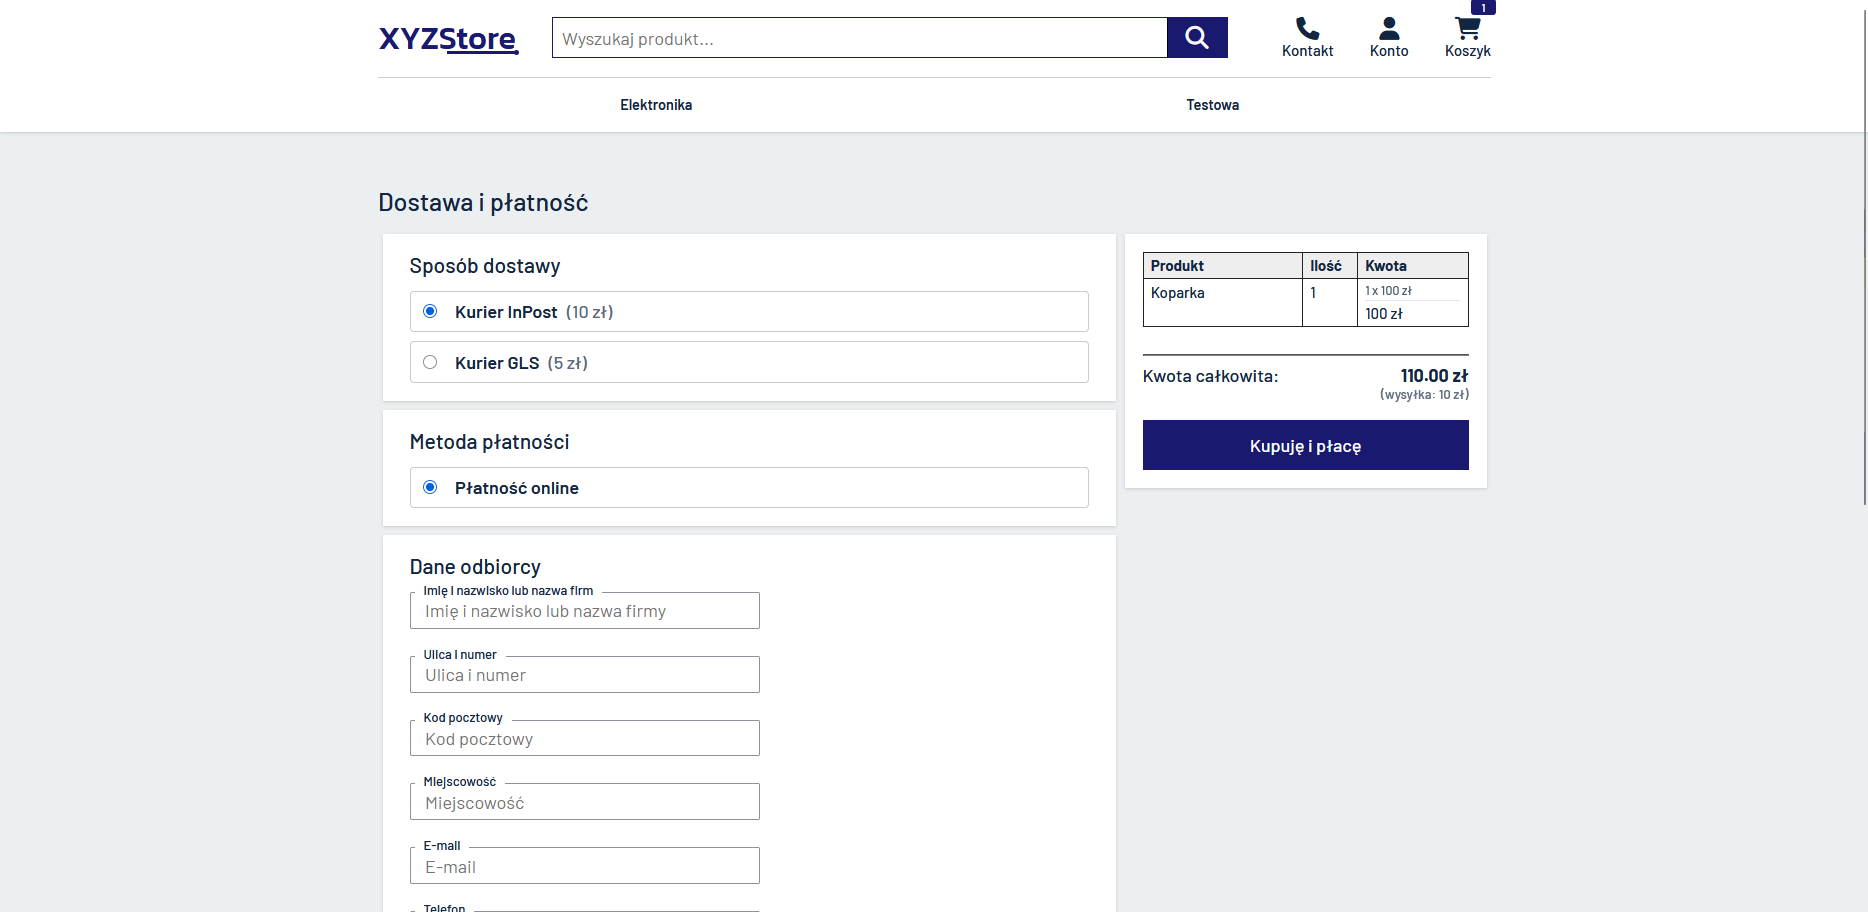 XYZStore
Wyszukaj produkt...
Kontakt
Konto
1
Koszyk
Elektronika
Testowa
Dostawa i płatność
Sposób dostawy
Kurier InPost (10 zł)
Kurier GLS (5 zł)
Metoda płatności
Płatność online
Dane odbiorcy
Imię i nazwisko lub nazwa firm
Imię i nazwisko lub nazwa firmy
Ulica i numer
Ulica i numer
Kod pocztowy
Kod pocztowy
Miejscowość
Miejscowość
E-mail
E-mail
Telefon
Produkt Ilość Kwota
Koparka 1 1 x 100 zł
100 zł
Kwota całkowita: 110.00 zł
(wysyłka: 10 zł)
Kupuję i płacę